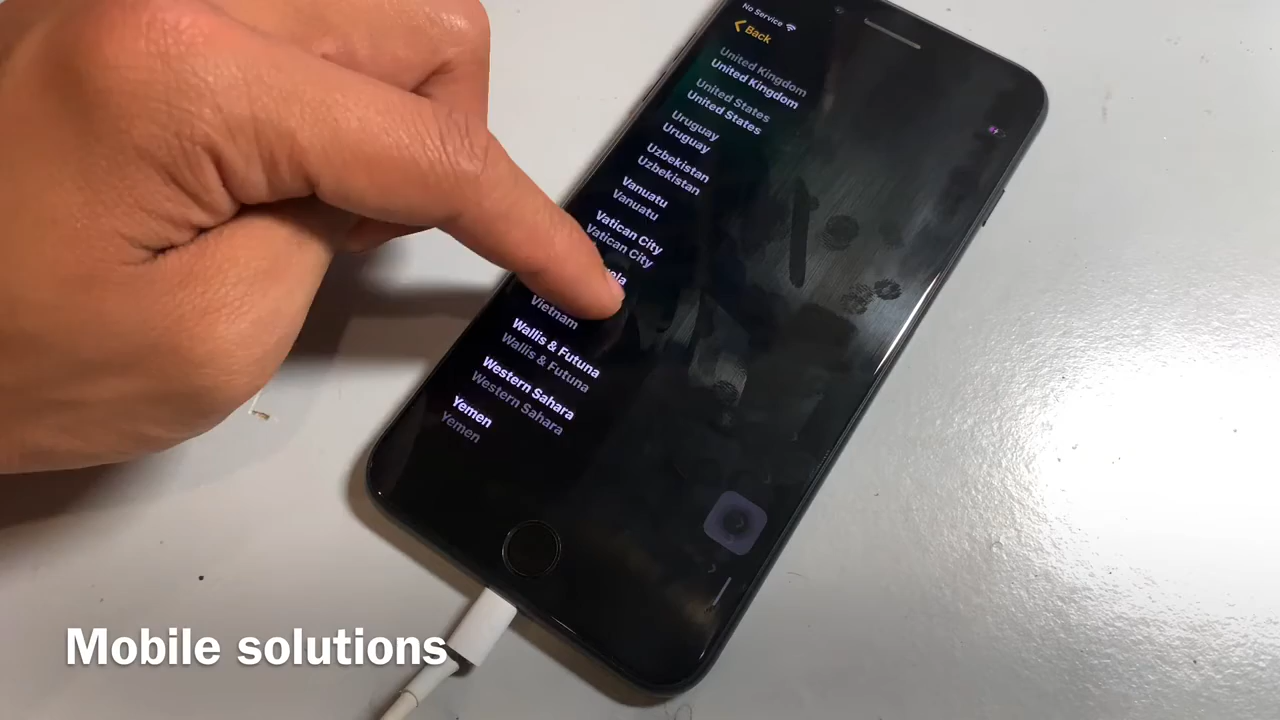 No Service
Back
United Kingdom
United Kingdom
United States
United States
Uruguay
Uruguay
Uzbekistan
Uzbekistan
Vanuatu
Vanuatu
Vatican City
Vatican City
Vietnam
Wallis & Futuna
Wallis & Futuna
Western Sahara
Western Sahara
Yemen
Yemen
Mobile solutions